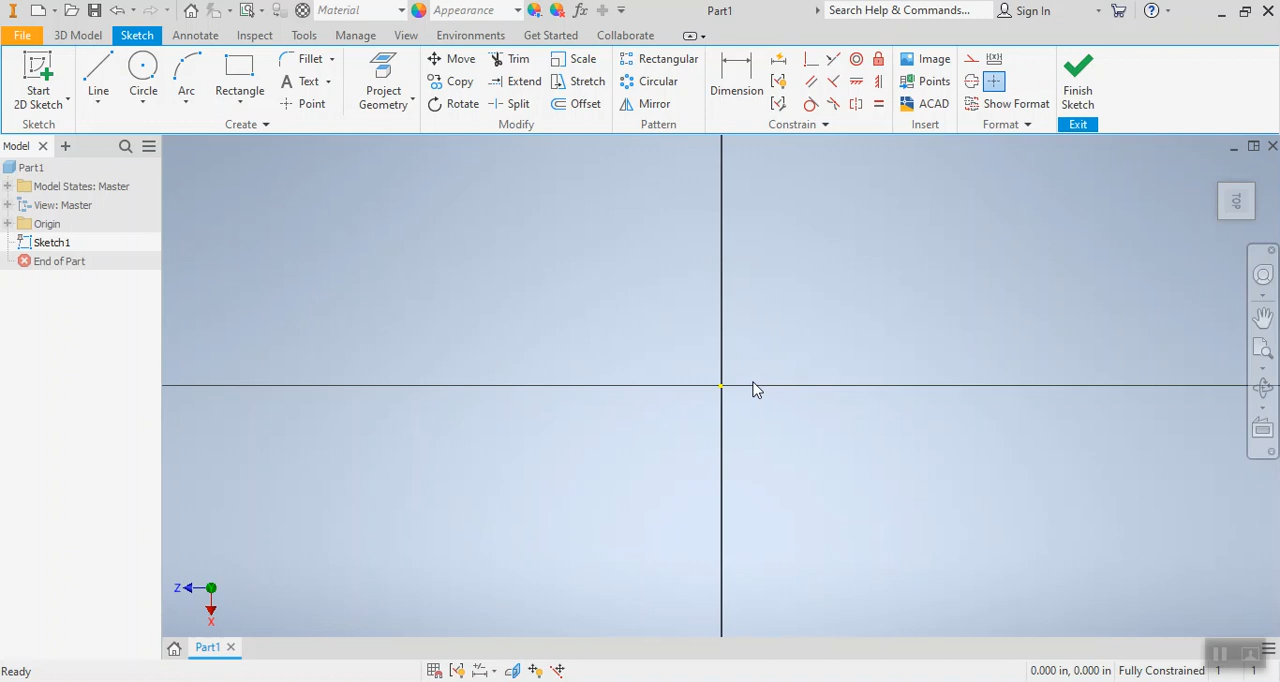 Material Appearance fx Part1 Search Help & Commands... Sign In
File 3D Model Sketch Annotate Inspect Tools Manage View Environments Get Started Collaborate
Start 2D Sketch Line Circle Arc Rectangle Fillet Text Point Project Geometry Move Trim Scale Copy Extend Stretch Rotate Split Offset Rectangular Circular Mirror Dimension Image Points ACAD Show Format Finish Sketch
Sketch Create Modify Pattern Constrain Insert Format Exit
Model
Part1
Model States: Master
View: Master
Origin
Sketch1
End of Part
TOP
Z
X
Part1
Ready 0.000 in, 0.000 in Fully Constrained 1 1